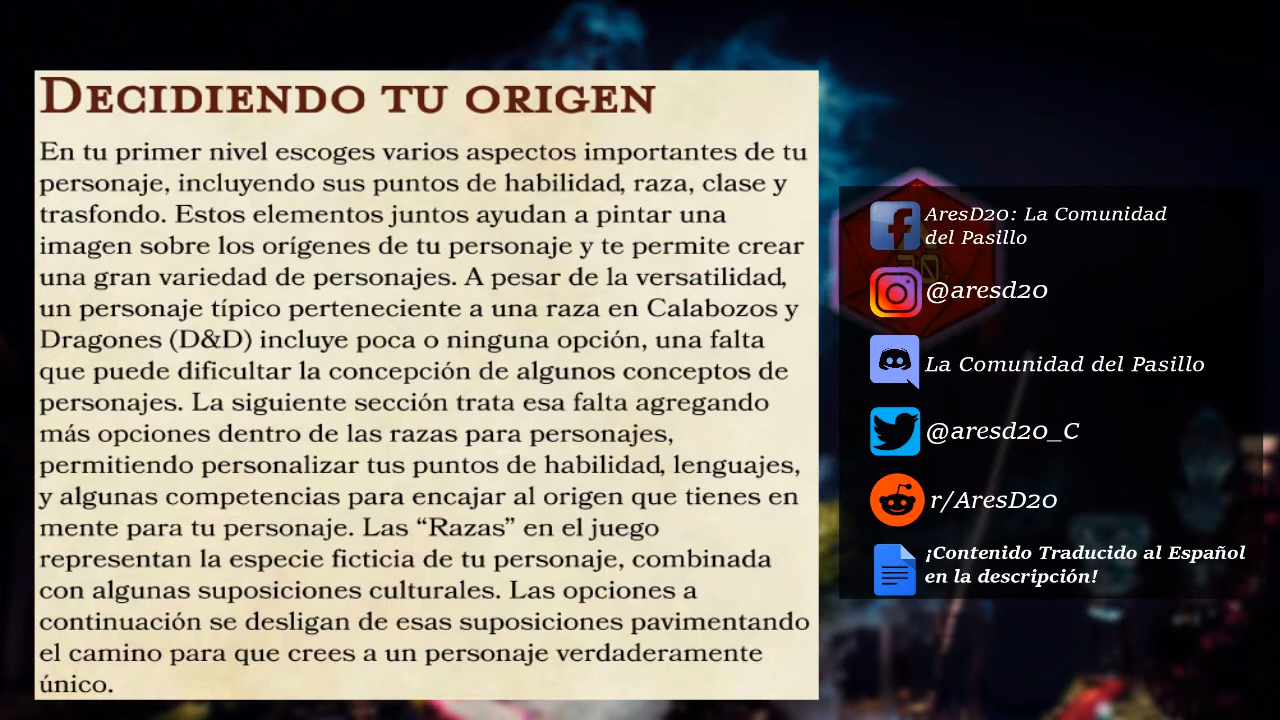 DECIDIENDO TU ORIGEN
En tu primer nivel escoges varios aspectos importantes de tu
personaje, incluyendo sus puntos de habilidad, raza, clase y
trasfondo. Estos elementos juntos ayudan a pintar una
imagen sobre los orígenes de tu personaje y te permite crear
una gran variedad de personajes. A pesar de la versatilidad,
un personaje típico perteneciente a una raza en Calabozos y
Dragones (D&D) incluye poca o ninguna opción, una falta
que puede dificultar la concepción de algunos conceptos de
personajes. La siguiente sección trata esa falta agregando
más opciones dentro de las razas para personajes,
permitiendo personalizar tus puntos de habilidad, lenguajes,
y algunas competencias para encajar al origen que tienes en
mente para tu personaje. Las “Razas” en el juego
representan la especie ficticia de tu personaje, combinada
con algunas suposiciones culturales. Las opciones a
continuación se desligan de esas suposiciones pavimentando
el camino para que crees a un personaje verdaderamente
único.
AresD20: La Comunidad
del Pasillo
20
@aresd20
La Comunidad del Pasillo
@aresd20_C
r/AresD20
¡Contenido Traducido al Español
en la descripción!